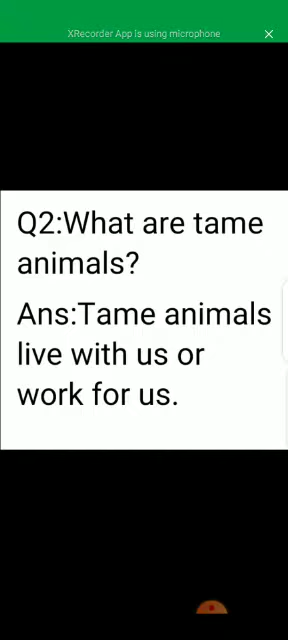 XRecorder App is using microphone
Q2:What are tame
animals?
Ans:Tame animals
live with us or
work for us.